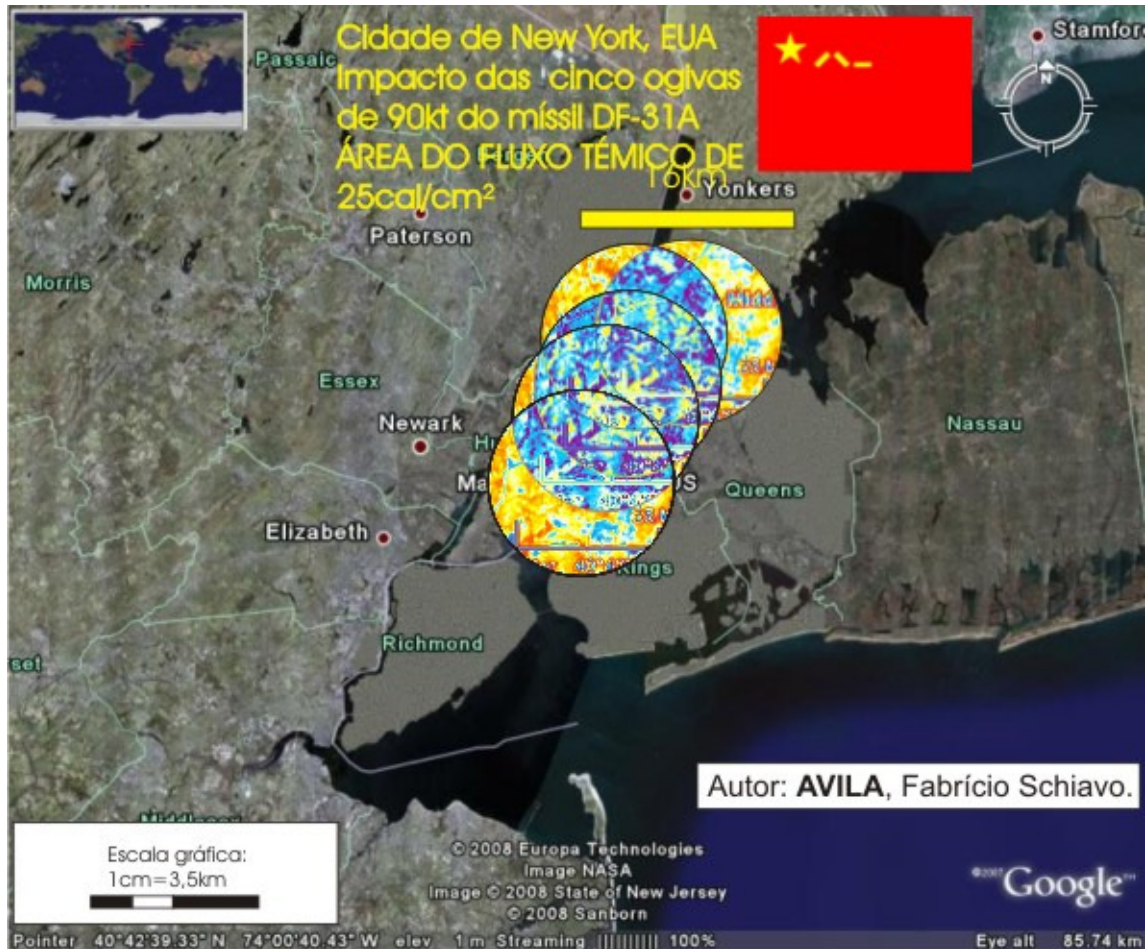 Cidade de New York, EUA
Impacto das cinco ogivas
de 90kt do míssil DF-31A
ÁREA DO FLUXO TÉMICO DE
25cal/cm²
16km
N
Stamford
Passaic
Yonkers
Paterson
Morris
Essex
Newark
Nassau
Queens
Elizabeth
Kings
Richmond
Autor: AVILA, Fabrício Schiavo.
Middlesex
Escala gráfica:
1cm=3,5km
© 2008 Europa Technologies
Image NASA
Image © 2008 State of New Jersey
© 2008 Sanborn
©2007 Google™
Pointer 40°42'39.33" N 74°00'40.43" W elev 1 m Streaming |||||||||| 100% Eye alt 85.74 km